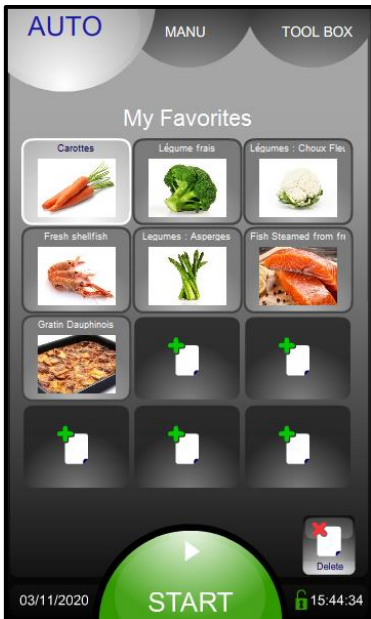 AUTO
MANU
TOOL BOX
My Favorites
Carottes
Légume frais
Légumes : Choux Fleu
Fresh shellfish
Legumes : Asperges
Fish Steamed from fr
Gratin Dauphinois
Delete
03/11/2020
START
15:44:34